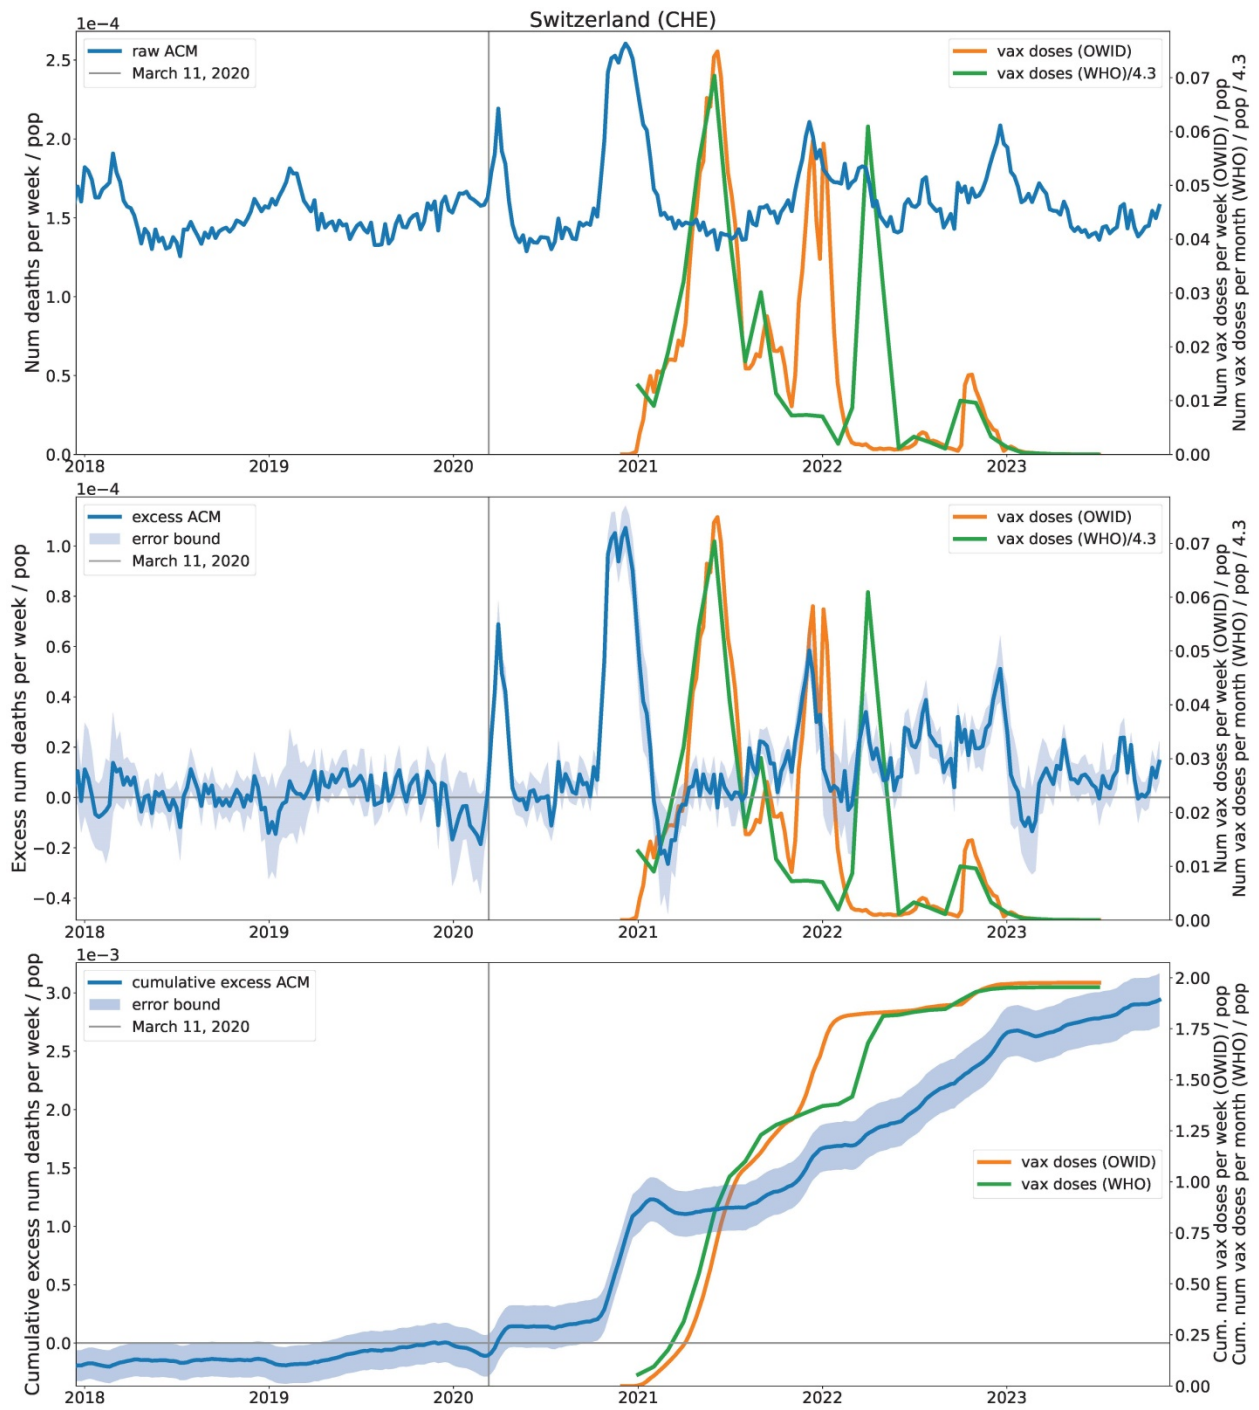 Switzerland (CHE)
1e−4
raw ACM
March 11, 2020
vax doses (OWID)
vax doses (WHO)/4.3
Num deaths per week / pop
2.5
2.0
1.5
1.0
0.5
0.0
0.07
0.06
0.05
0.04
0.03
0.02
0.01
0.00
Num vax doses per week (OWID) / pop
Num vax doses per month (WHO) / pop / 4.3
2018 2019 2020 2021 2022 2023
1e−4
excess ACM
error bound
March 11, 2020
vax doses (OWID)
vax doses (WHO)/4.3
Excess num deaths per week / pop
1.0
0.8
0.6
0.4
0.2
0.0
−0.2
−0.4
0.07
0.06
0.05
0.04
0.03
0.02
0.01
0.00
Num vax doses per week (OWID) / pop
Num vax doses per month (WHO) / pop / 4.3
2018 2019 2020 2021 2022 2023
1e−3
cumulative excess ACM
error bound
March 11, 2020
vax doses (OWID)
vax doses (WHO)
Cumulative excess num deaths per week / pop
3.0
2.5
2.0
1.5
1.0
0.5
0.0
2.00
1.75
1.50
1.25
1.00
0.75
0.50
0.25
0.00
Cum. num vax doses per week (OWID) / pop
Cum. num vax doses per month (WHO) / pop
2018 2019 2020 2021 2022 2023